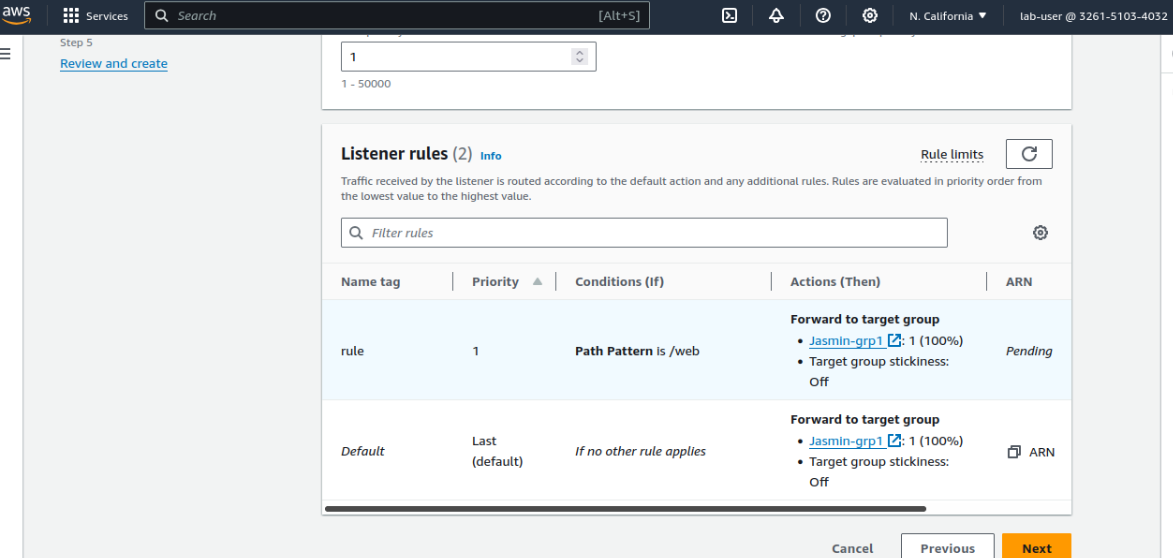 aws
Services
Search
[Alt+S]
N. California
lab-user @ 3261-5103-4032
Step 5
Review and create
1
1 - 50000
Listener rules (2) Info
Rule limits
Traffic received by the listener is routed according to the default action and any additional rules. Rules are evaluated in priority order from
the lowest value to the highest value.
Filter rules
Name tag
Priority
Conditions (If)
Actions (Then)
ARN
rule
1
Path Pattern is /web
Forward to target group
• Jasmin-grp1 : 1 (100%)
• Target group stickiness:
Off
Pending
Default
Last
(default)
If no other rule applies
Forward to target group
• Jasmin-grp1 : 1 (100%)
• Target group stickiness:
Off
ARN
Cancel
Previous
Next